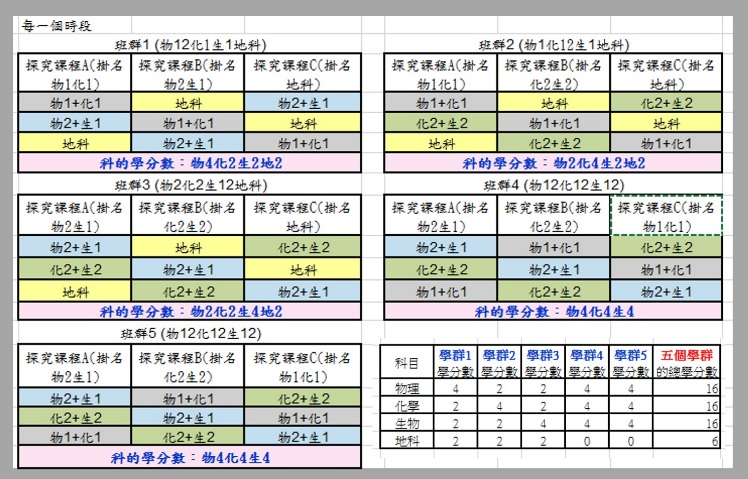 每一個時段
班群1 (物12化1生1地科)
探究課程A(掛名物1化1) 探究課程B(掛名物2生1) 探究課程C(掛名地科)
物1+化1 地科 物2+生1
物2+生1 物1+化1 地科
地科 物2+生1 物1+化1
科的學分數：物4化2生2地2
班群2 (物1化12生1地科)
探究課程A(掛名物1化1) 探究課程B(掛名化2生2) 探究課程C(掛名地科)
物1+化1 地科 化2+生2
化2+生2 物1+化1 地科
地科 化2+生2 物1+化1
科的學分數：物2化4生2地2
班群3 (物2化2生12地科)
探究課程A(掛名物2生1) 探究課程B(掛名化2生2) 探究課程C(掛名地科)
物2+生1 地科 化2+生2
化2+生2 物2+生1 地科
地科 化2+生2 物2+生1
科的學分數：物2化2生4地2
班群4 (物12化12生12)
探究課程A(掛名物2生1) 探究課程B(掛名化2生2) 探究課程C(掛名物1化1)
物2+生1 物1+化1 化2+生2
化2+生2 物2+生1 物1+化1
物1+化1 化2+生2 物2+生1
科的學分數：物4化4生4
班群5 (物12化12生12)
探究課程A(掛名物2生1) 探究課程B(掛名化2生2) 探究課程C(掛名物1化1)
物2+生1 物1+化1 化2+生2
化2+生2 物2+生1 物1+化1
物1+化1 化2+生2 物2+生1
科的學分數：物4化4生4
科目 學群1學分數 學群2學分數 學群3學分數 學群4學分數 學群5學分數 五個學群的總學分數
物理 4 2 2 4 4 16
化學 2 4 2 4 4 16
生物 2 2 4 4 4 16
地科 2 2 2 0 0 6